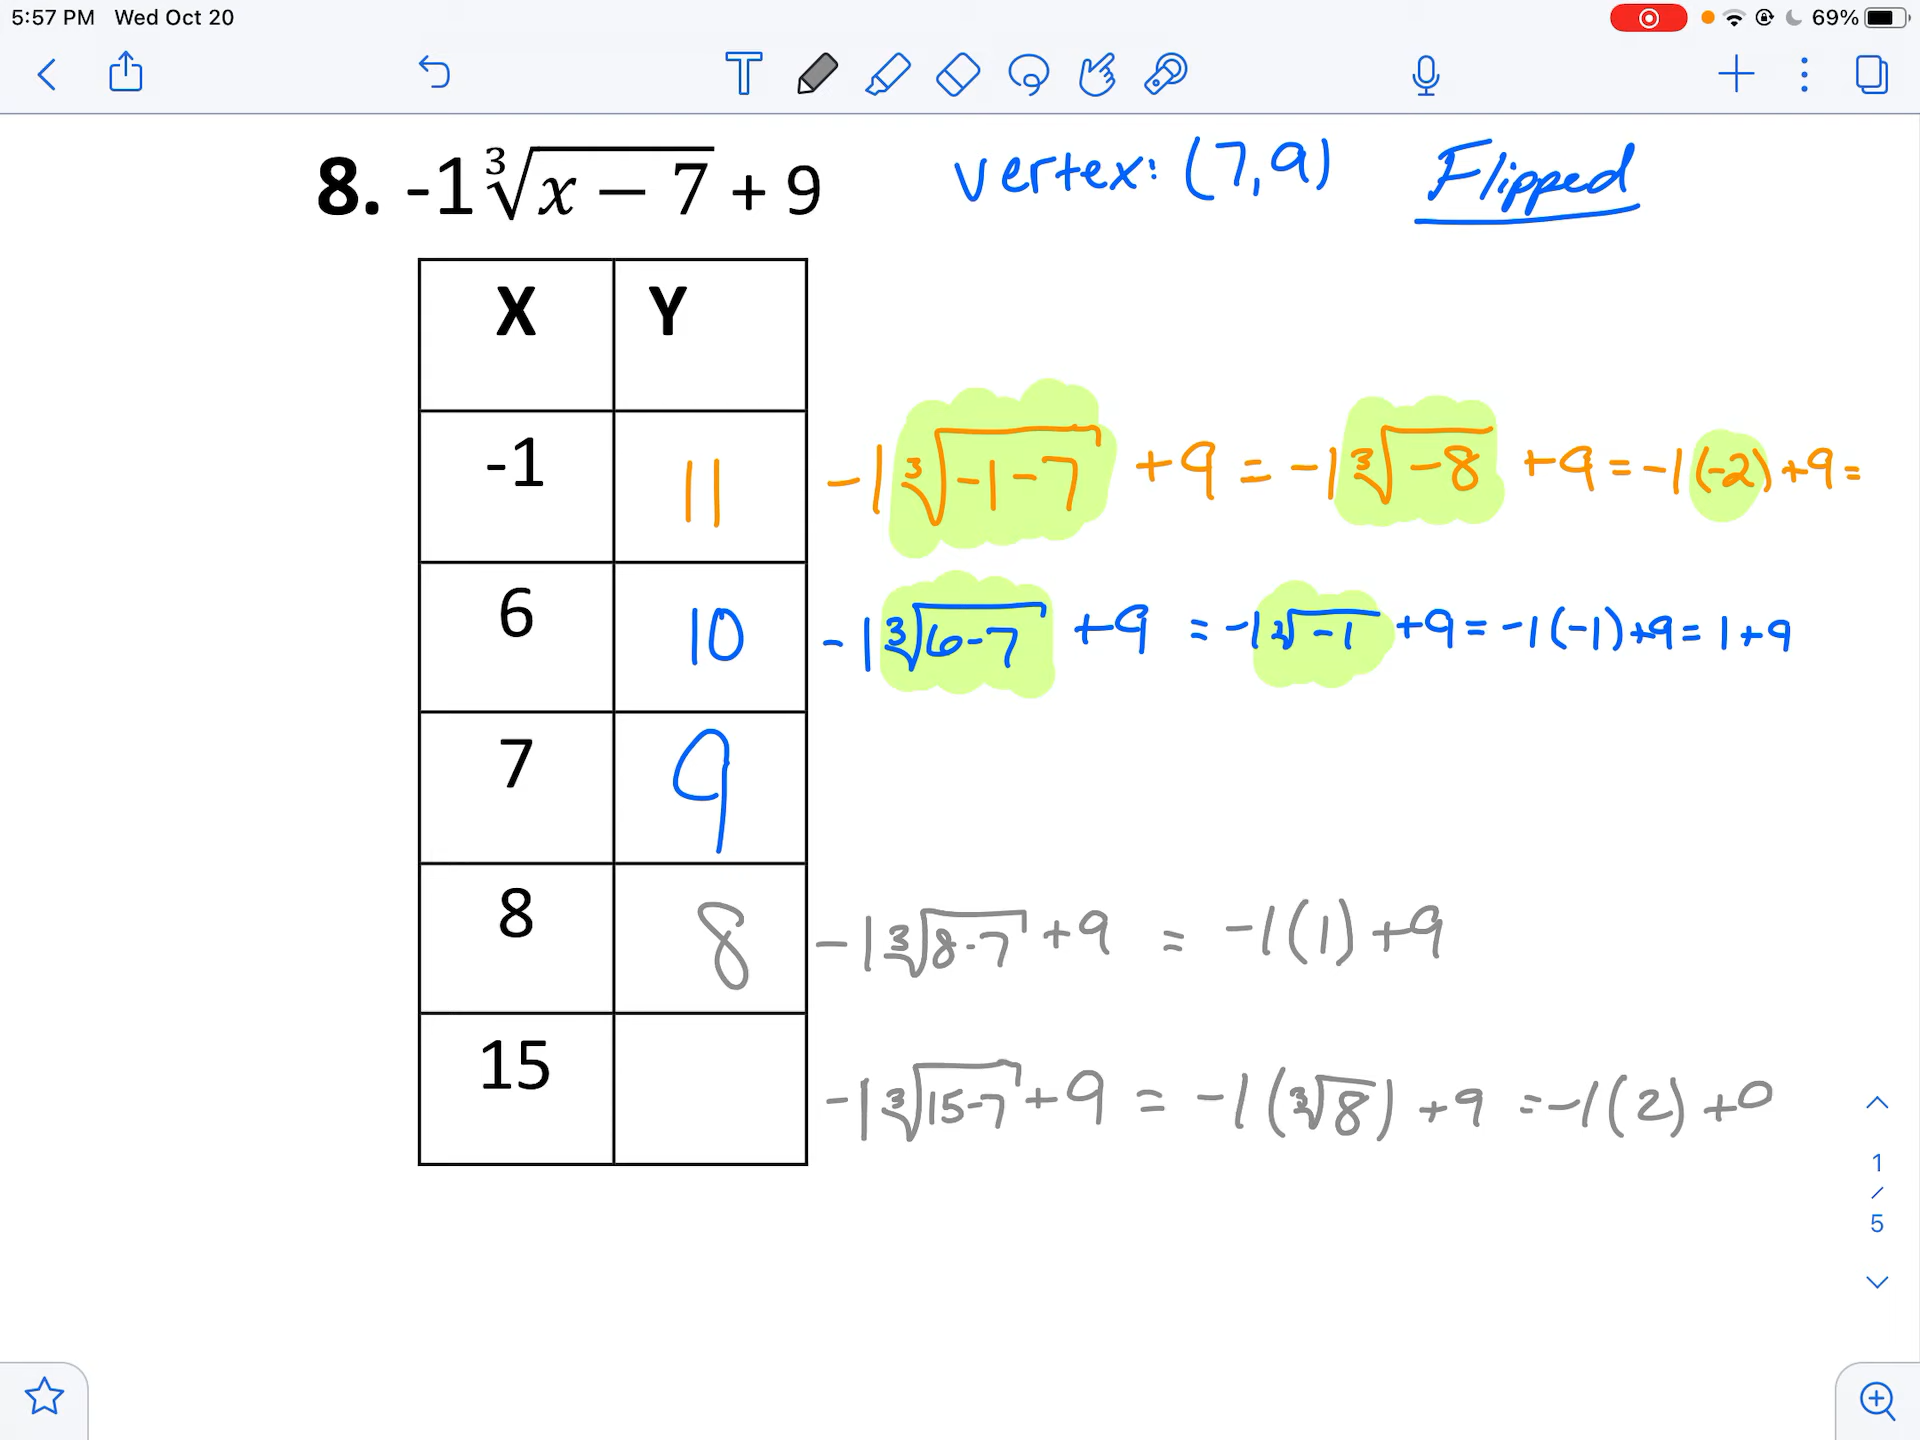 5:57 PM Wed Oct 20 69%
8. -1∛(x − 7) + 9 vertex: (7,9) Flipped
X Y
-1 11 -1∛(-1-7) +9 = -1∛(-8) +9 = -1(-2)+9=
6 10 -1∛(6-7) +9 = -1∛(-1) +9 = -1(-1)+9 = 1+9
7 9
8 8 -1∛(8-7) +9 = -1(1)+9
15 -1∛(15-7) +9 = -1(∛8) +9 = -1(2) +0
1
/
5